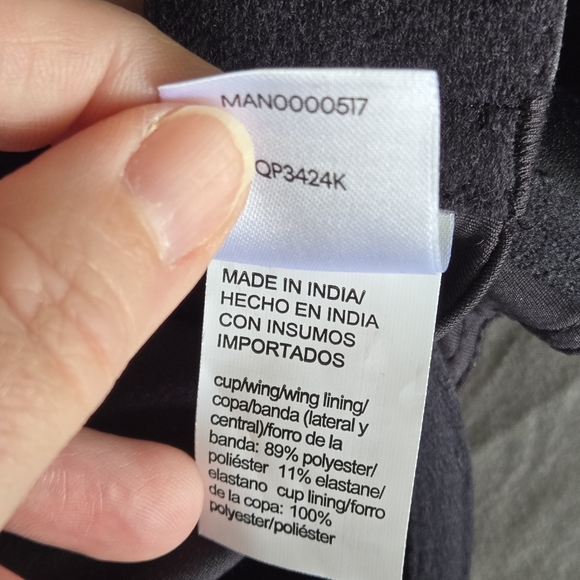 MAN0000517
QP3424K
MADE IN INDIA/
HECHO EN INDIA
CON INSUMOS
IMPORTADOS
cup/wing/wing lining/
copa/banda (lateral y
central)/forro de la
banda: 89% polyester/
poliéster 11% elastane/
elastano cup lining/forro
de la copa: 100%
polyester/poliéster